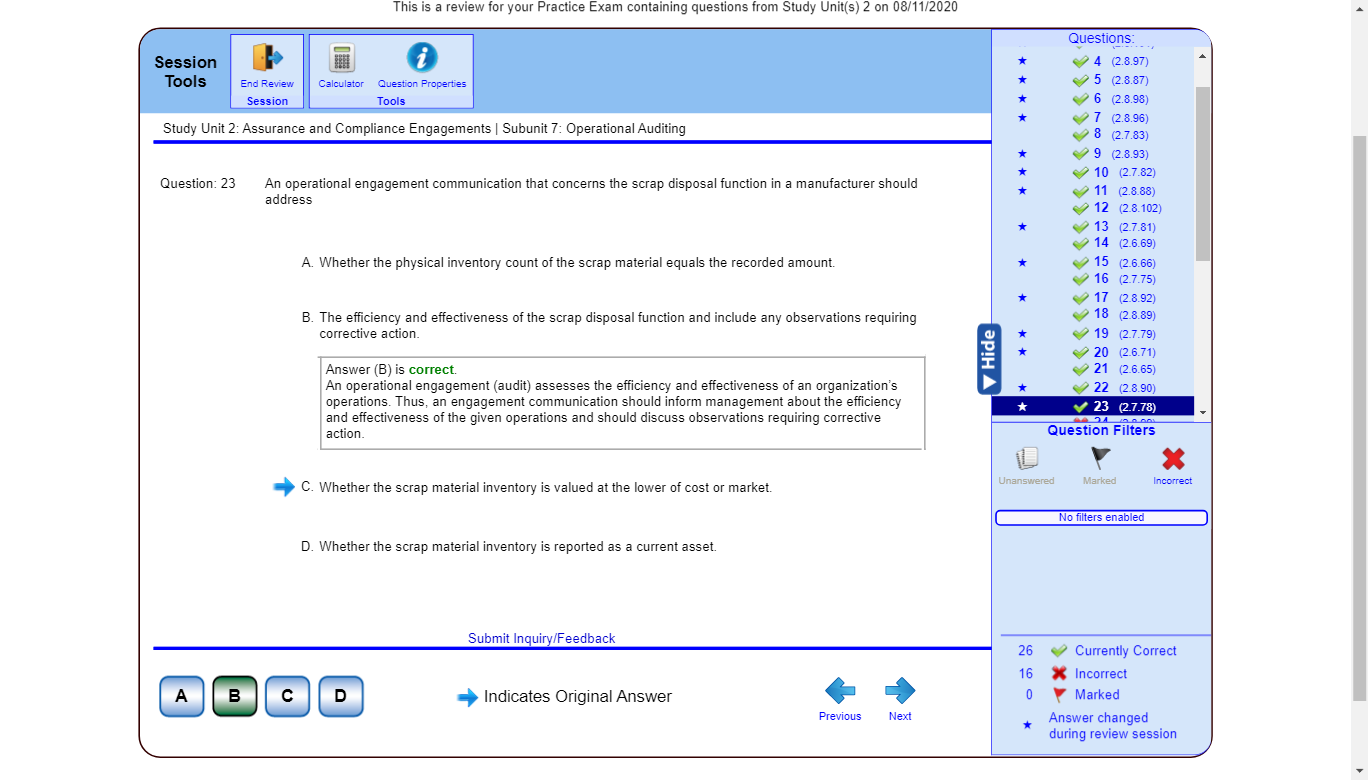 This is a review for your Practice Exam containing questions from Study Unit(s) 2 on 08/11/2020
Session
Tools
End Review
Session
Calculator
Question Properties
Tools
Study Unit 2: Assurance and Compliance Engagements | Subunit 7: Operational Auditing
Question: 23
An operational engagement communication that concerns the scrap disposal function in a manufacturer should
address
A. Whether the physical inventory count of the scrap material equals the recorded amount.
B. The efficiency and effectiveness of the scrap disposal function and include any observations requiring
corrective action.
Answer (B) is correct.
An operational engagement (audit) assesses the efficiency and effectiveness of an organization's
operations. Thus, an engagement communication should inform management about the efficiency
and effectiveness of the given operations and should discuss observations requiring corrective
action.
C. Whether the scrap material inventory is valued at the lower of cost or market.
D. Whether the scrap material inventory is reported as a current asset.
Submit Inquiry/Feedback
A
B
C
D
Indicates Original Answer
Previous
Next
Questions:
4 (2.8.97)
5 (2.8.87)
6 (2.8.98)
7 (2.8.96)
8 (2.7.83)
9 (2.8.93)
10 (2.7.82)
11 (2.8.88)
12 (2.8.102)
13 (2.7.81)
14 (2.6.69)
15 (2.6.66)
16 (2.7.75)
17 (2.8.92)
18 (2.8.89)
19 (2.7.79)
20 (2.6.71)
21 (2.6.65)
22 (2.8.90)
23 (2.7.78)
Hide
Question Filters
Unanswered
Marked
Incorrect
No filters enabled
26 Currently Correct
16 Incorrect
0 Marked
Answer changed
during review session